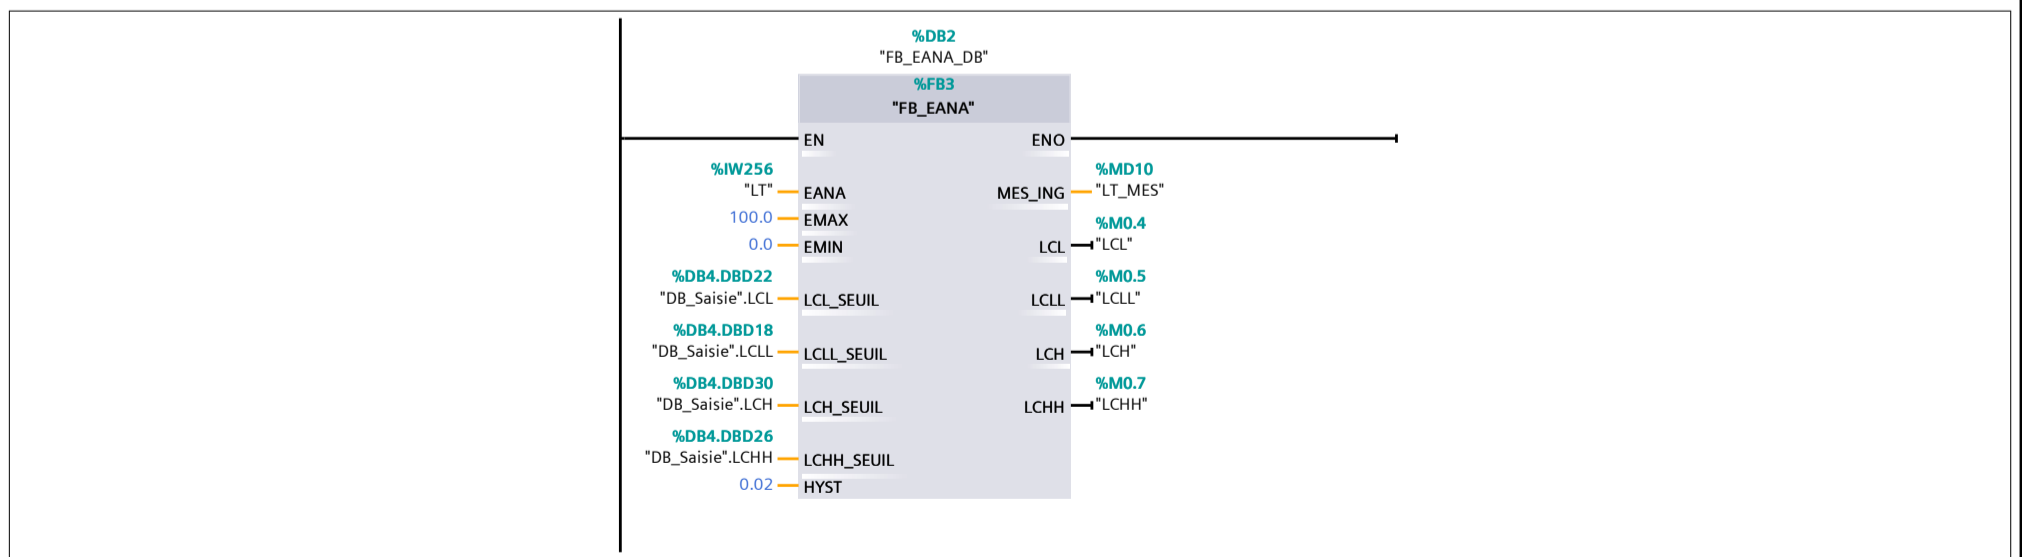 %DB2
"FB_EANA_DB"
%FB3
"FB_EANA"
EN ENO
%IW256 %MD10
"LT" EANA MES_ING "LT_MES"
100.0 EMAX
%M0.4
0.0 EMIN LCL "LCL"
%DB4.DBD22 %M0.5
"DB_Saisie".LCL LCL_SEUIL LCLL "LCLL"
%DB4.DBD18 %M0.6
"DB_Saisie".LCLL LCLL_SEUIL LCH "LCH"
%DB4.DBD30 %M0.7
"DB_Saisie".LCH LCH_SEUIL LCHH "LCHH"
%DB4.DBD26
"DB_Saisie".LCHH LCHH_SEUIL
0.02 HYST